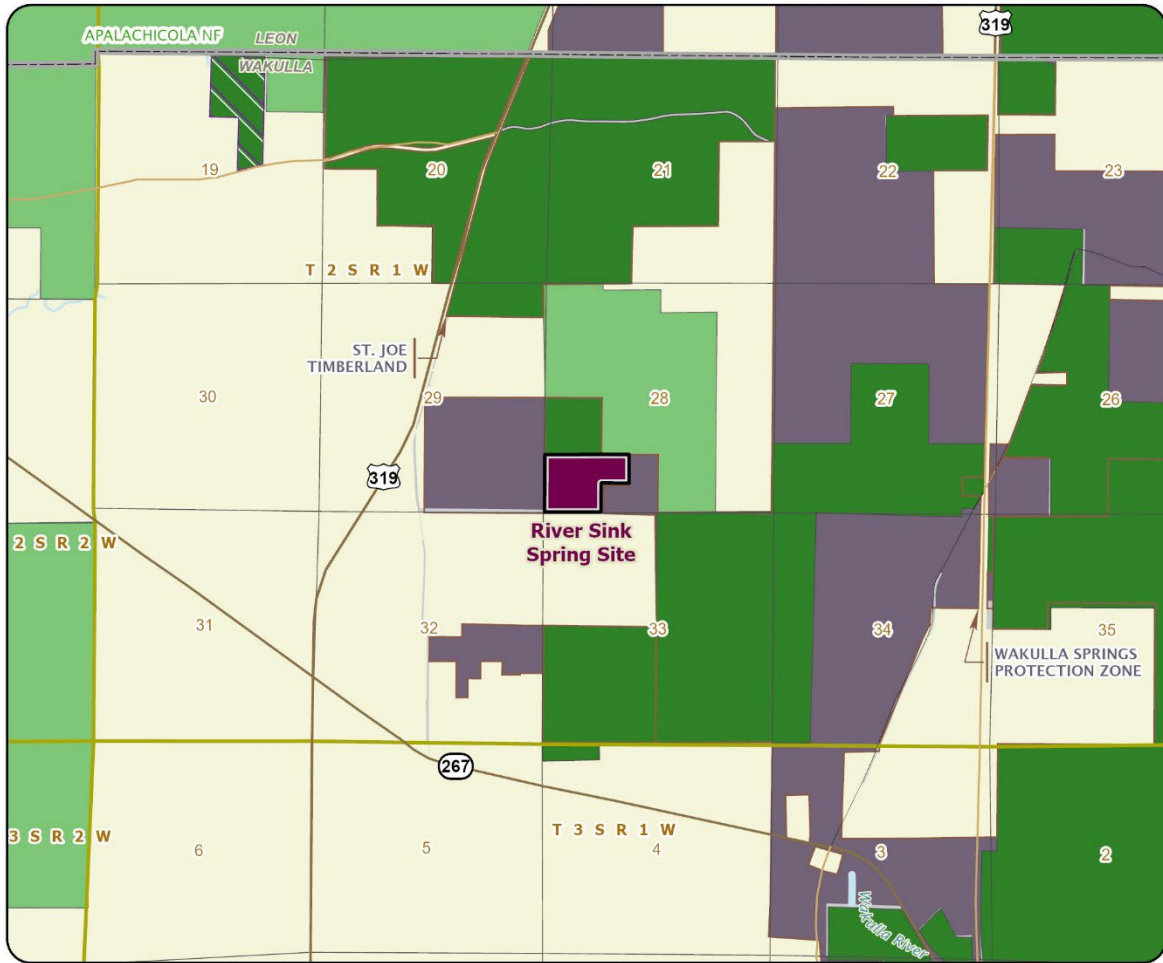 319
APALACHICOLA NF
LEON
WAKULLA
19
20
21
22
23
T 2 S R 1 W
ST. JOE
TIMBERLAND
30
29
28
27
26
319
River Sink
Spring Site
2 S R 2 W
31
32
33
34
35
WAKULLA SPRINGS
PROTECTION ZONE
267
3 S R 2 W
T 3 S R 1 W
6
5
4
3
2
Wakulla River